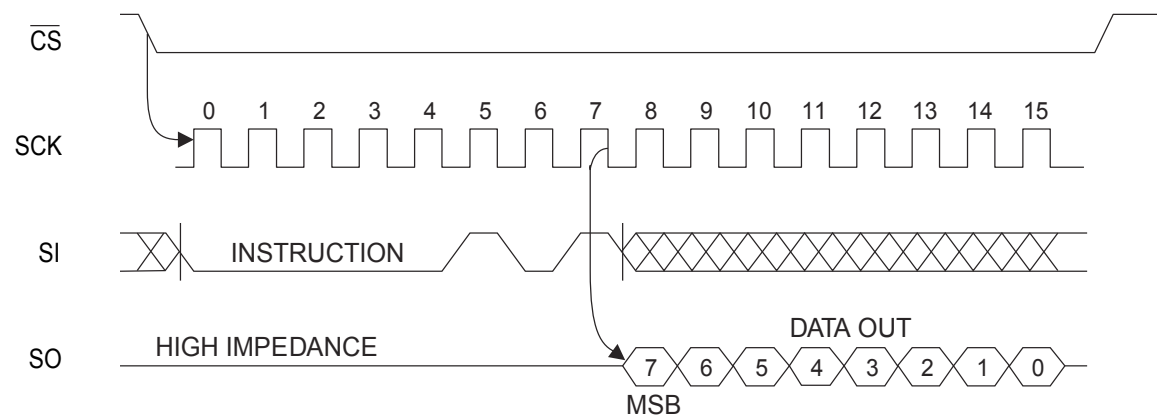 C̅S̅
0 1 2 3 4 5 6 7 8 9 10 11 12 13 14 15
SCK
SI INSTRUCTION
DATA OUT
HIGH IMPEDANCE
SO 7 6 5 4 3 2 1 0
MSB